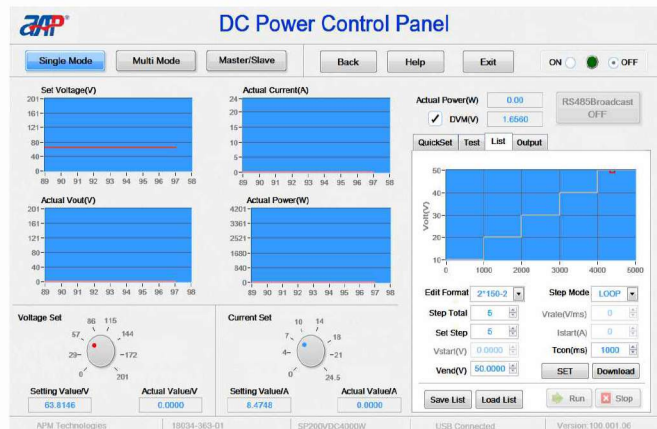 DC Power Control Panel
Single Mode Multi Mode Master/Slave Back Help Exit ON OFF
Set Voltage(V)
201
161
121
80
40
0
89 90 91 92 93 94 95 96 97 98
Actual Current(A)
24
20
15
10
5
0
89 90 91 92 93 94 95 96 97 98
Actual Vout(V)
201
161
121
80
40
0
89 90 91 92 93 94 95 96 97 98
Actual Power(W)
4201
3361
2521
1680
840
0
89 90 91 92 93 94 95 96 97 98
Actual Power(W) 0.00
DVM(V) 1.6560
RS485Broadcast
OFF
QuickSet Test List Output
Volt(V)
50
40
30
20
10
0 1000 2000 3000 4000 5000
Edit Format 2*150-2 Step Mode LOOP
Step Total 5 Vrate(V/ms) 0
Set Step 5 Istart(A) 0
Vstart(V) 0.0000 Tcon(ms) 1000
Vend(V) 50.0000 SET Download
Save List Load List Run Stop
Voltage Set
0 29 57 86 115 144 172 201
Setting Value/V Actual Value/V
63.8146 0.0000
Current Set
0 4 7 10 14 18 21 24.5
Setting Value/A Actual Value/A
8.4748 0.0000
APM Technologies 18034-363-01 SP200VDC4000W USB Connected Version 100.001.06